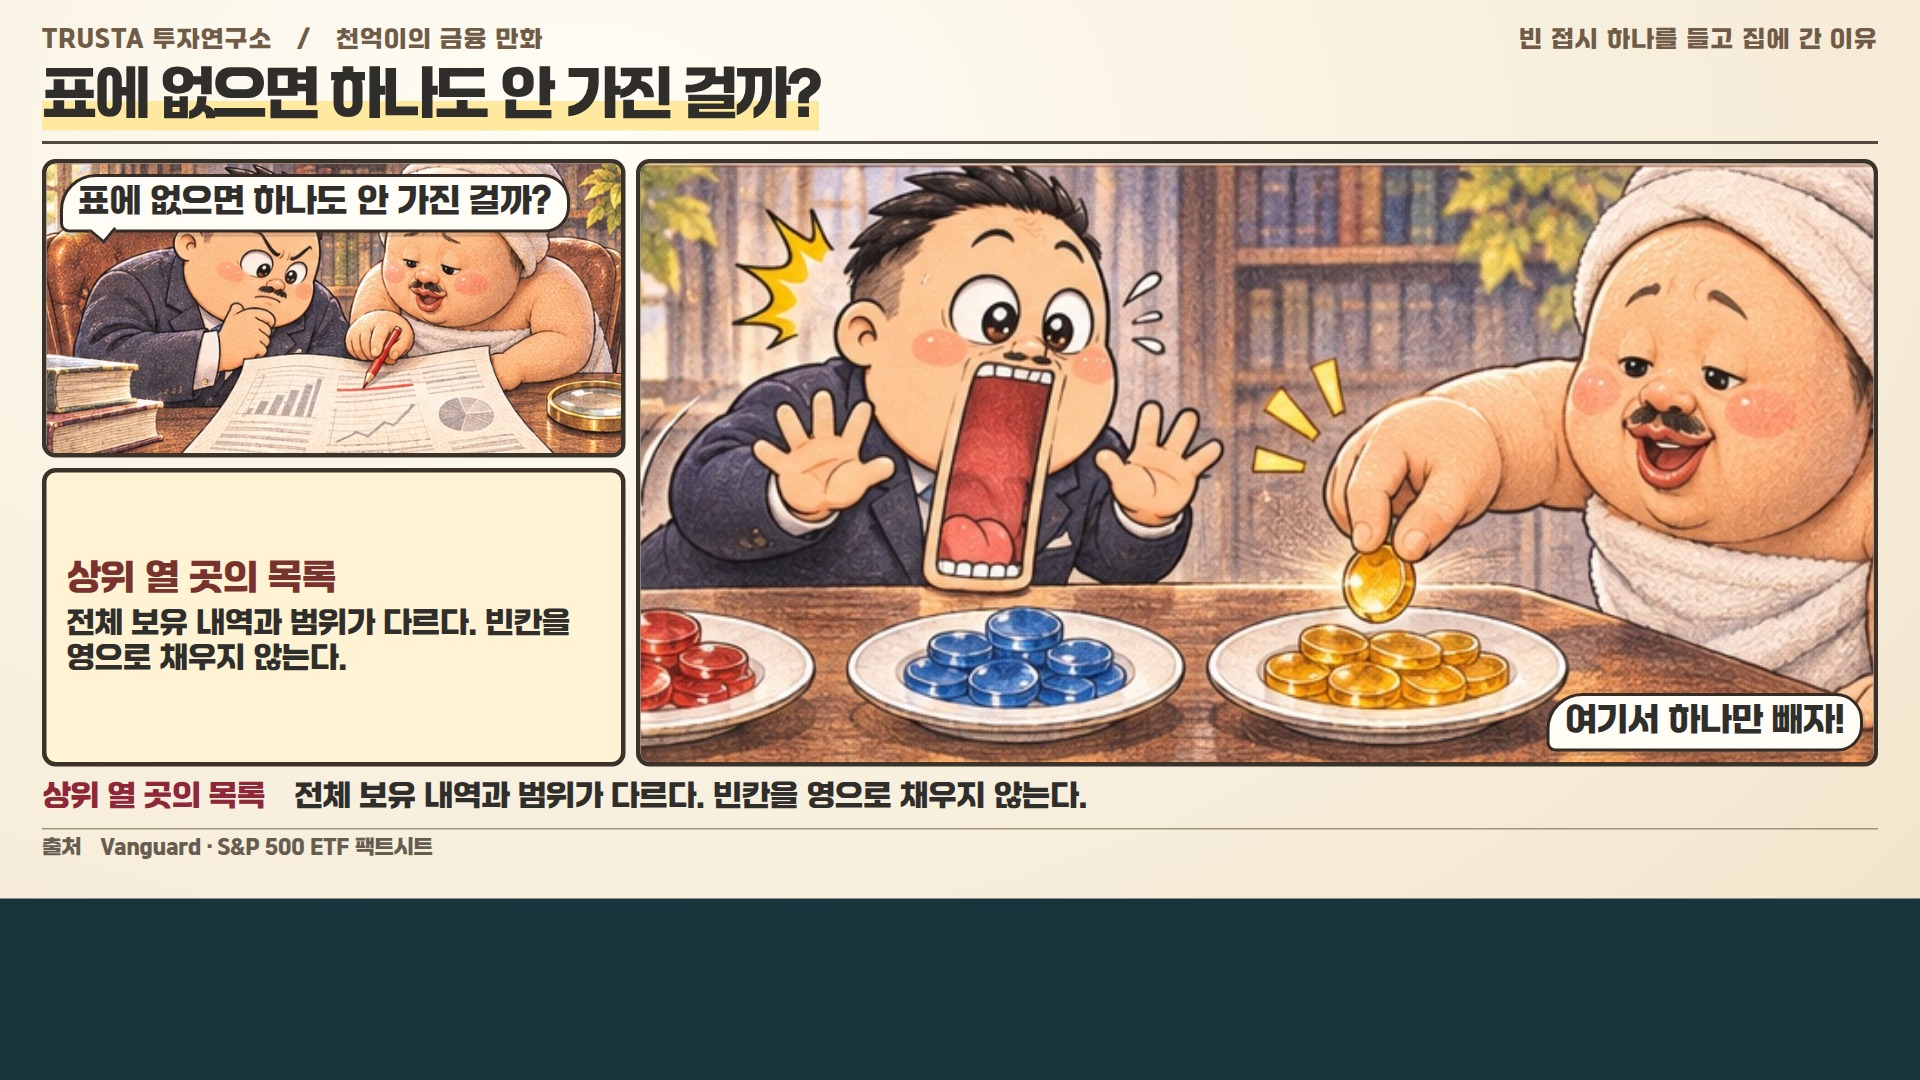 TRUSTA 투자연구소 / 천억이의 금융 만화
빈 접시 하나를 들고 집에 간 이유
표에 없으면 하나도 안 가진 걸까?
표에 없으면 하나도 안 가진 걸까?
상위 열 곳의 목록
전체 보유 내역과 범위가 다르다. 빈칸을
영으로 채우지 않는다.
여기서 하나만 빼자!
상위 열 곳의 목록 전체 보유 내역과 범위가 다르다. 빈칸을 영으로 채우지 않는다.
출처 Vanguard · S&P 500 ETF 팩트시트